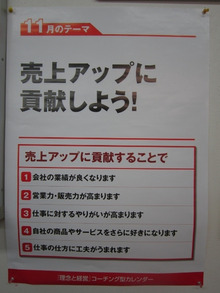 11月のテーマ
売上アップに
貢献しよう!
売上アップに貢献することで
1 会社の業績が良くなります
2 営業力・販売力が高まります
3 仕事に対するやりがいが高まります
4 自社の商品やサービスをさらに好きになります
5 仕事の仕方に工夫がうまれます
「理念と経営」コーチング型カレンダー